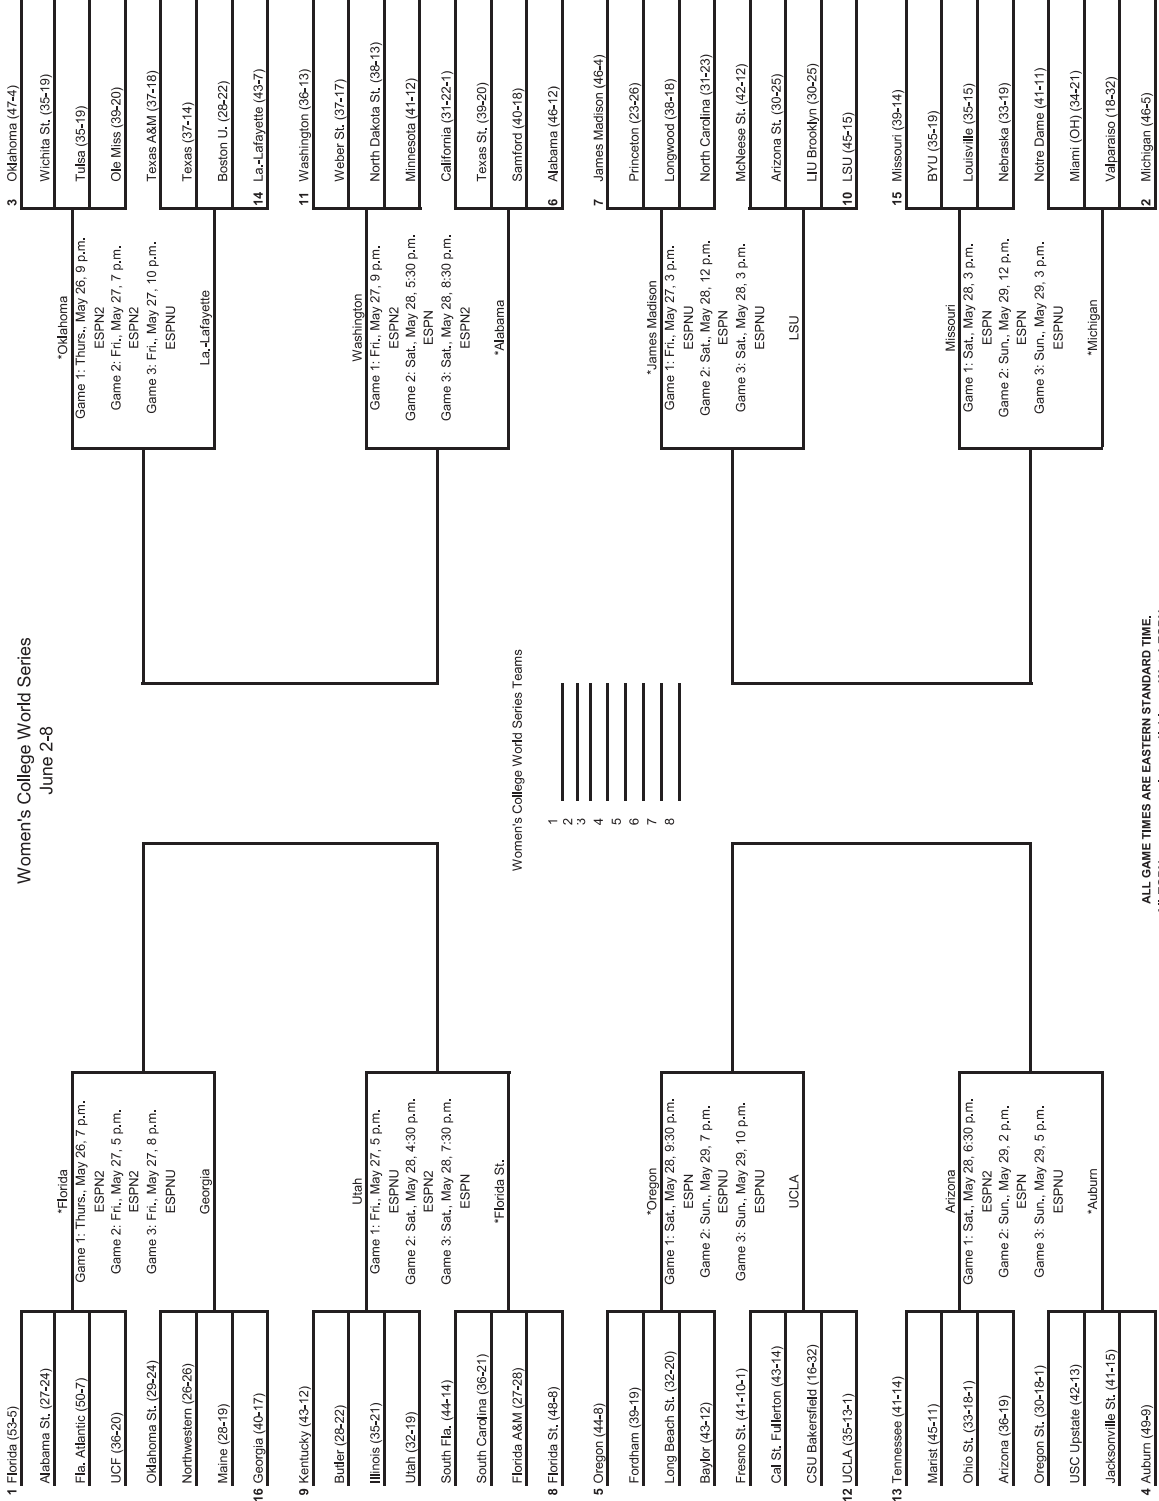 Women's College World Series
June 2-8
1 Florida (53-5)
Alabama St. (27-24)
Fla. Atlantic (50-7)
UCF (36-20)
Oklahoma St. (29-24)
Northwestern (26-26)
Maine (28-19)
16 Georgia (40-17)
*Florida
Game 1: Thurs., May 26, 7 p.m.
ESPN2
Game 2: Fri., May 27, 5 p.m.
ESPN2
Game 3: Fri., May 27, 8 p.m.
ESPNU
Georgia
9 Kentucky (43-12)
Butler (28-22)
Illinois (35-21)
Utah (32-19)
South Fla. (44-14)
South Carolina (36-21)
Florida A&M (27-28)
8 Florida St. (48-8)
Utah
Game 1: Fri., May 27, 5 p.m.
ESPNU
Game 2: Sat., May 28, 4:30 p.m.
ESPN2
Game 3: Sat., May 28, 7:30 p.m.
ESPN
*Florida St.
5 Oregon (44-8)
Fordham (39-19)
Long Beach St. (32-20)
Baylor (43-12)
Fresno St. (41-10-1)
Cal St. Fullerton (43-14)
CSU Bakersfield (16-32)
12 UCLA (35-13-1)
*Oregon
Game 1: Sat., May 28, 9:30 p.m.
ESPN
Game 2: Sun., May 29, 7 p.m.
ESPNU
Game 3: Sun., May 29, 10 p.m.
ESPNU
UCLA
13 Tennessee (41-14)
Marist (45-11)
Ohio St. (33-18-1)
Arizona (36-19)
Oregon St. (30-18-1)
USC Upstate (42-13)
Jacksonville St. (41-15)
4 Auburn (49-9)
Arizona
Game 1: Sat., May 28, 6:30 p.m.
ESPN2
Game 2: Sun., May 29, 2 p.m.
ESPN
Game 3: Sun., May 29, 5 p.m.
ESPNU
*Auburn
Women's College World Series Teams
1
2
3
4
5
6
7
8
3 Oklahoma (47-4)
Wichita St. (35-19)
Tulsa (35-19)
Ole Miss (39-20)
Texas A&M (37-18)
Texas (37-14)
Boston U. (28-22)
14 La.-Lafayette (43-7)
*Oklahoma
Game 1: Thurs., May 26, 9 p.m.
ESPN2
Game 2: Fri., May 27, 7 p.m.
ESPN2
Game 3: Fri., May 27, 10 p.m.
ESPNU
La.-Lafayette
11 Washington (36-13)
Weber St. (37-17)
North Dakota St. (38-13)
Minnesota (41-12)
California (31-22-1)
Texas St. (39-20)
Samford (40-18)
6 Alabama (46-12)
Washington
Game 1: Fri., May 27, 9 p.m.
ESPN2
Game 2: Sat., May 28, 5:30 p.m.
ESPN
Game 3: Sat., May 28, 8:30 p.m.
ESPN2
*Alabama
7 James Madison (46-4)
Princeton (23-26)
Longwood (38-18)
North Carolina (31-23)
McNeese St. (42-12)
Arizona St. (30-25)
LIU Brooklyn (30-25)
10 LSU (45-15)
*James Madison
Game 1: Fri., May 27, 3 p.m.
ESPNU
Game 2: Sat., May 28, 12 p.m.
ESPN
Game 3: Sat., May 28, 3 p.m.
ESPNU
LSU
15 Missouri (39-14)
BYU (35-19)
Louisville (35-15)
Nebraska (33-19)
Notre Dame (41-11)
Miami (OH) (34-21)
Valparaiso (18-32)
2 Michigan (46-5)
Missouri
Game 1: Sat., May 28, 3 p.m.
ESPN
Game 2: Sun., May 29, 12 p.m.
ESPN
Game 3: Sun., May 29, 3 p.m.
ESPNU
*Michigan
ALL GAME TIMES ARE EASTERN STANDARD TIME.